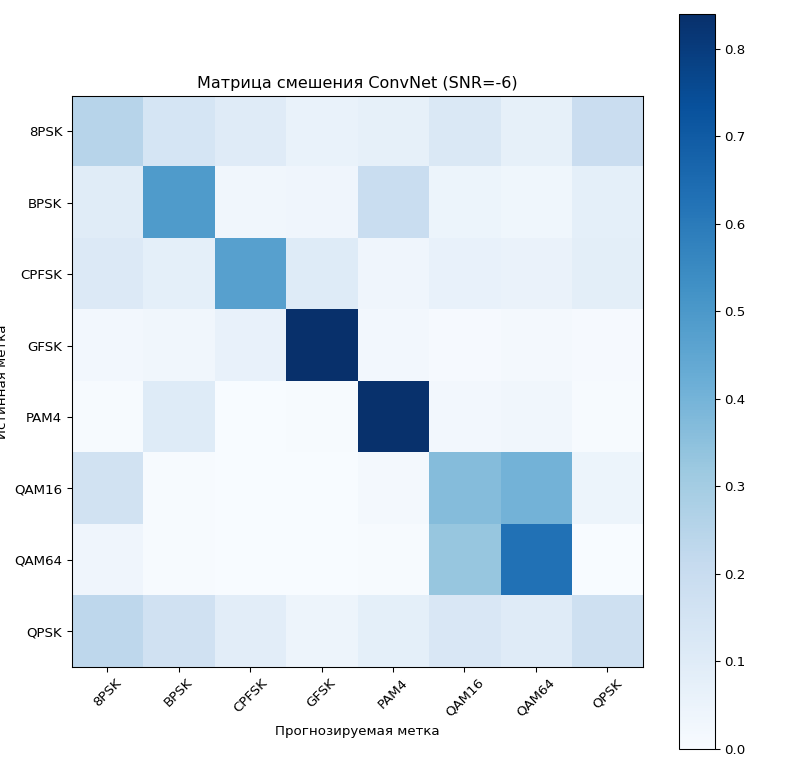 Матрица смешения ConvNet (SNR=-6)
8PSK
BPSK
CPFSK
GFSK
PAM4
QAM16
QAM64
QPSK
Истинная метка
8PSK
BPSK
CPFSK
GFSK
PAM4
QAM16
QAM64
QPSK
Прогнозируемая метка
0.8
0.7
0.6
0.5
0.4
0.3
0.2
0.1
0.0